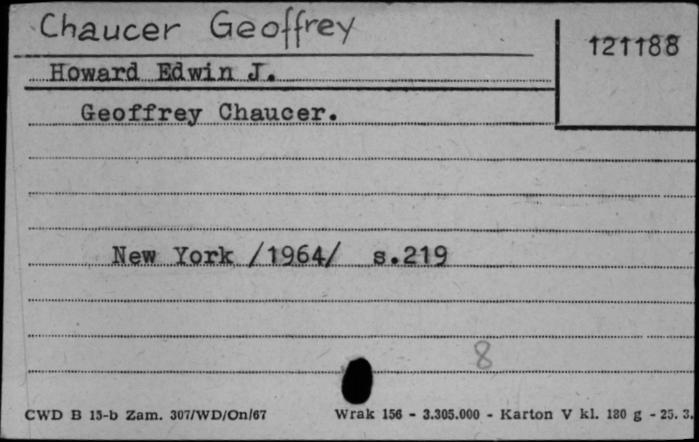 Chaucer Geoffrey
121188
Howard Edwin J.
Geoffrey Chaucer.
New York /1964/ s.219
8
CWD B 15-b Zam. 307/WD/On/67 Wrak 156 - 3.305.000 - Karton V kl. 180 g - 25. 3.